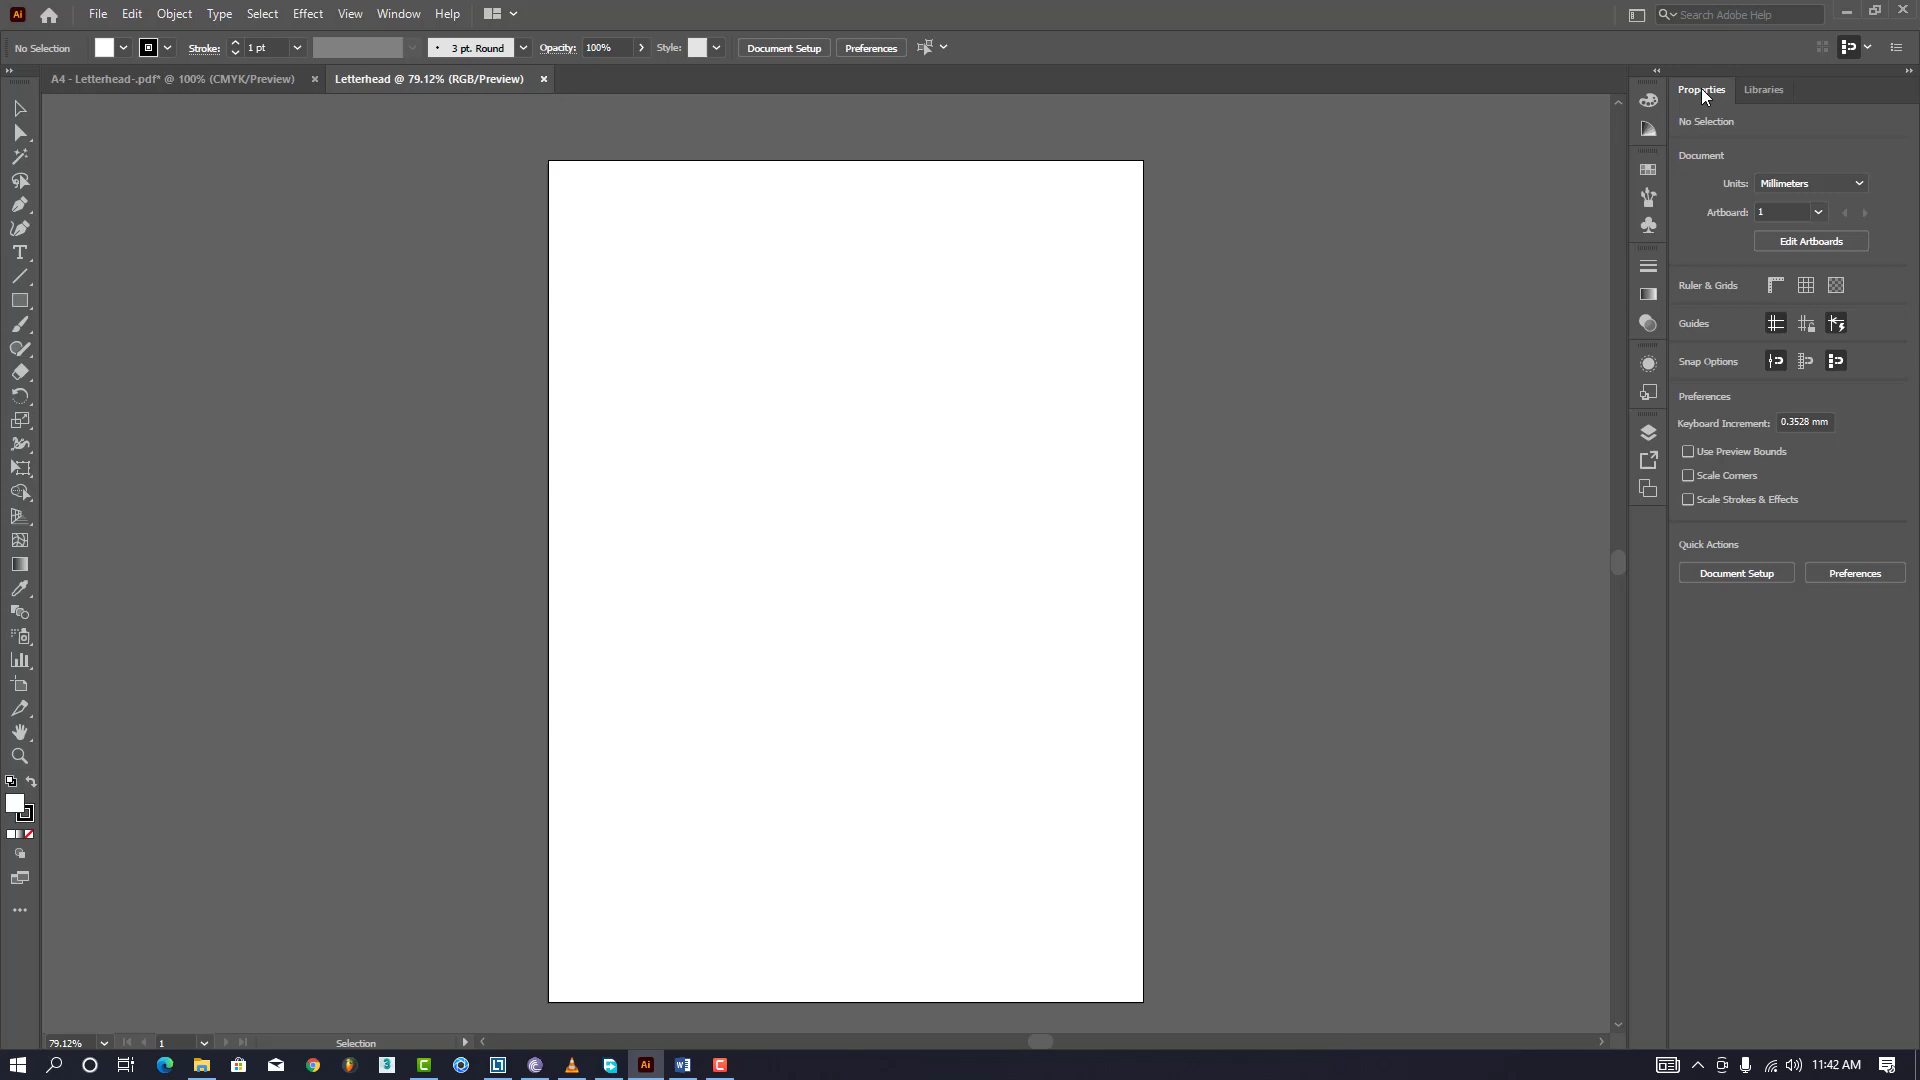 Ai File Edit Object Type Select Effect View Window Help Search Adobe Help
No Selection Stroke: 1 pt 3 pt. Round Opacity: 100% Style: Document Setup Preferences
A4 - Letterhead-.pdf* @ 100% (CMYK/Preview) × Letterhead @ 79.12% (RGB/Preview) ×
Properties Libraries
No Selection
Document
Units: Millimeters
Artboard: 1
Edit Artboards
Ruler & Grids
Guides
Snap Options
Preferences
Keyboard Increment: 0.3528 mm
Use Preview Bounds
Scale Corners
Scale Strokes & Effects
Quick Actions
Document Setup Preferences
79.12% 1 Selection
Ai 11:42 AM